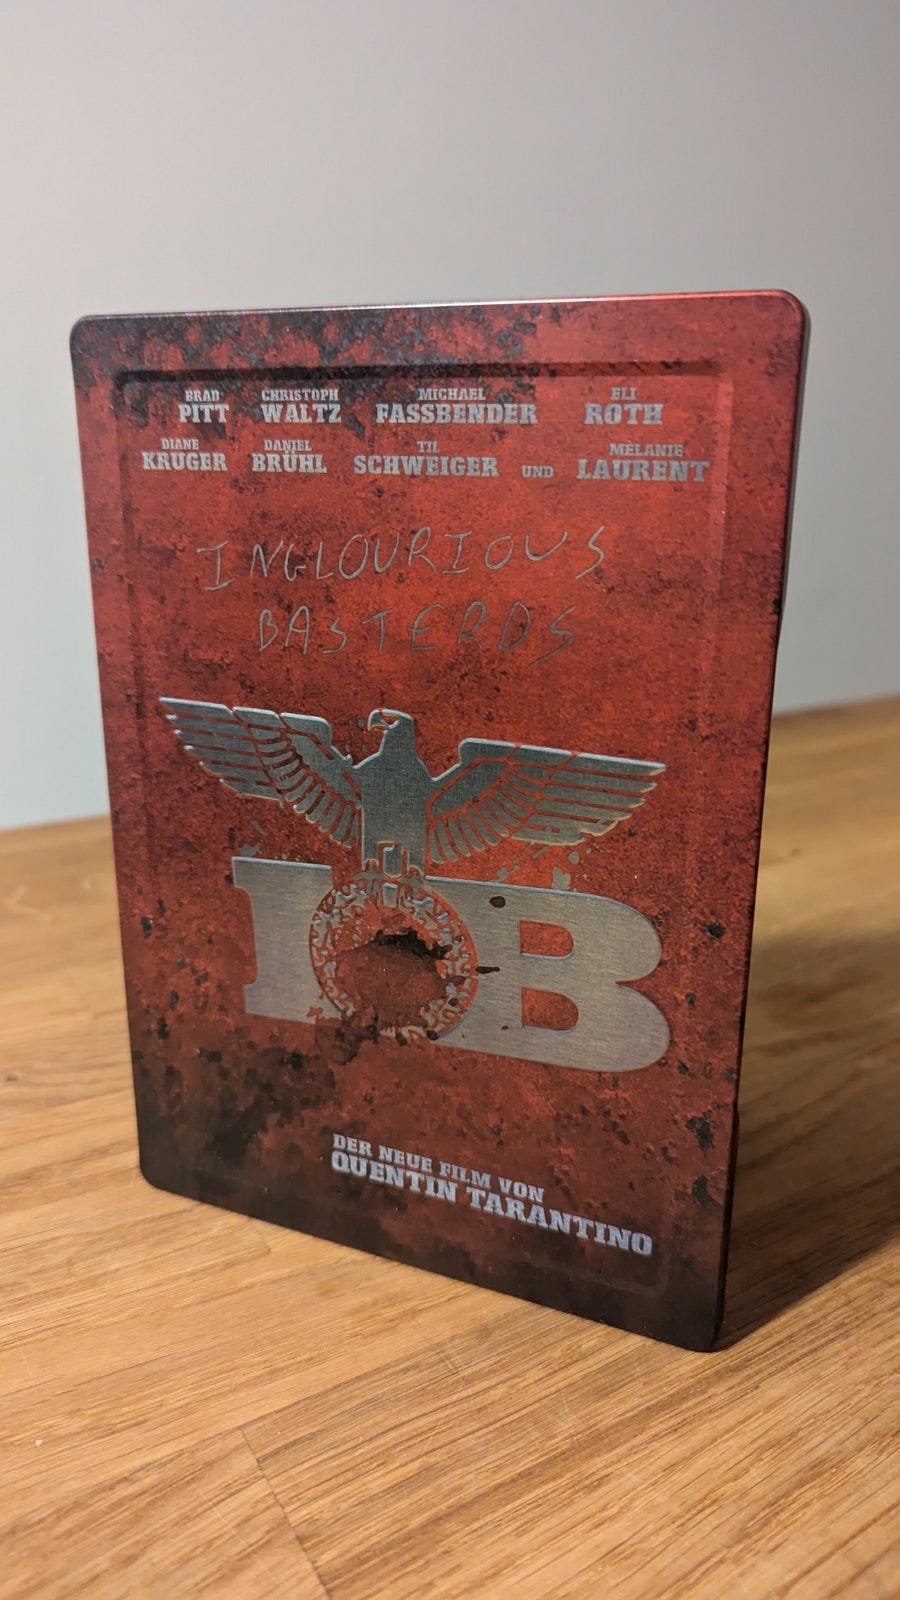 BRAD PITT CHRISTOPH WALTZ MICHAEL FASSBENDER ELI ROTH
DIANE KRUGER DANIEL BRÜHL TIL SCHWEIGER UND MÉLANIE LAURENT
INGLOURIOUS
BASTERDS
IB
DER NEUE FILM VON
QUENTIN TARANTINO